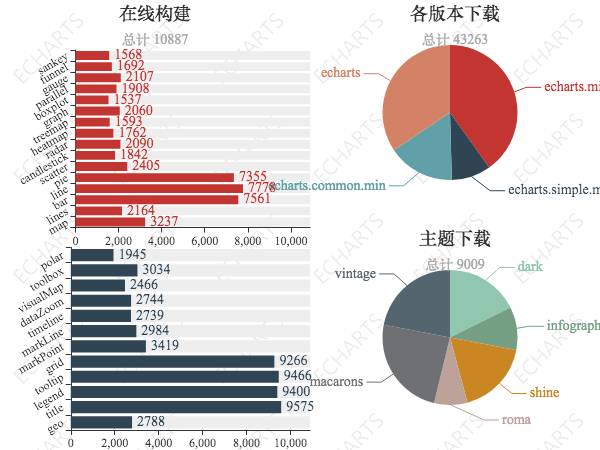 在线构建
总计 10887
sankey 1568
funnel 1692
gauge 2107
parallel 1908
boxplot 1537
graph 2060
treemap 1593
heatmap 1762
radar 2090
candlestick 1842
scatter 2405
pie 7355
line 7778
bar 7561
lines 2164
map 3237
0 2,000 4,000 6,000 8,000 10,000
polar 1945
toolbox 3034
visualMap 2466
dataZoom 2744
timeline 2739
markLine 2984
markPoint 3419
grid 9266
tooltip 9466
legend 9400
title 9575
geo 2788
0 2,000 4,000 6,000 8,000 10,000
各版本下载
总计 43263
echarts
echarts.mi
echarts.common.min
echarts.simple.m
主题下载
总计 9009
vintage
dark
infograph
macarons
shine
roma
ECHARTS